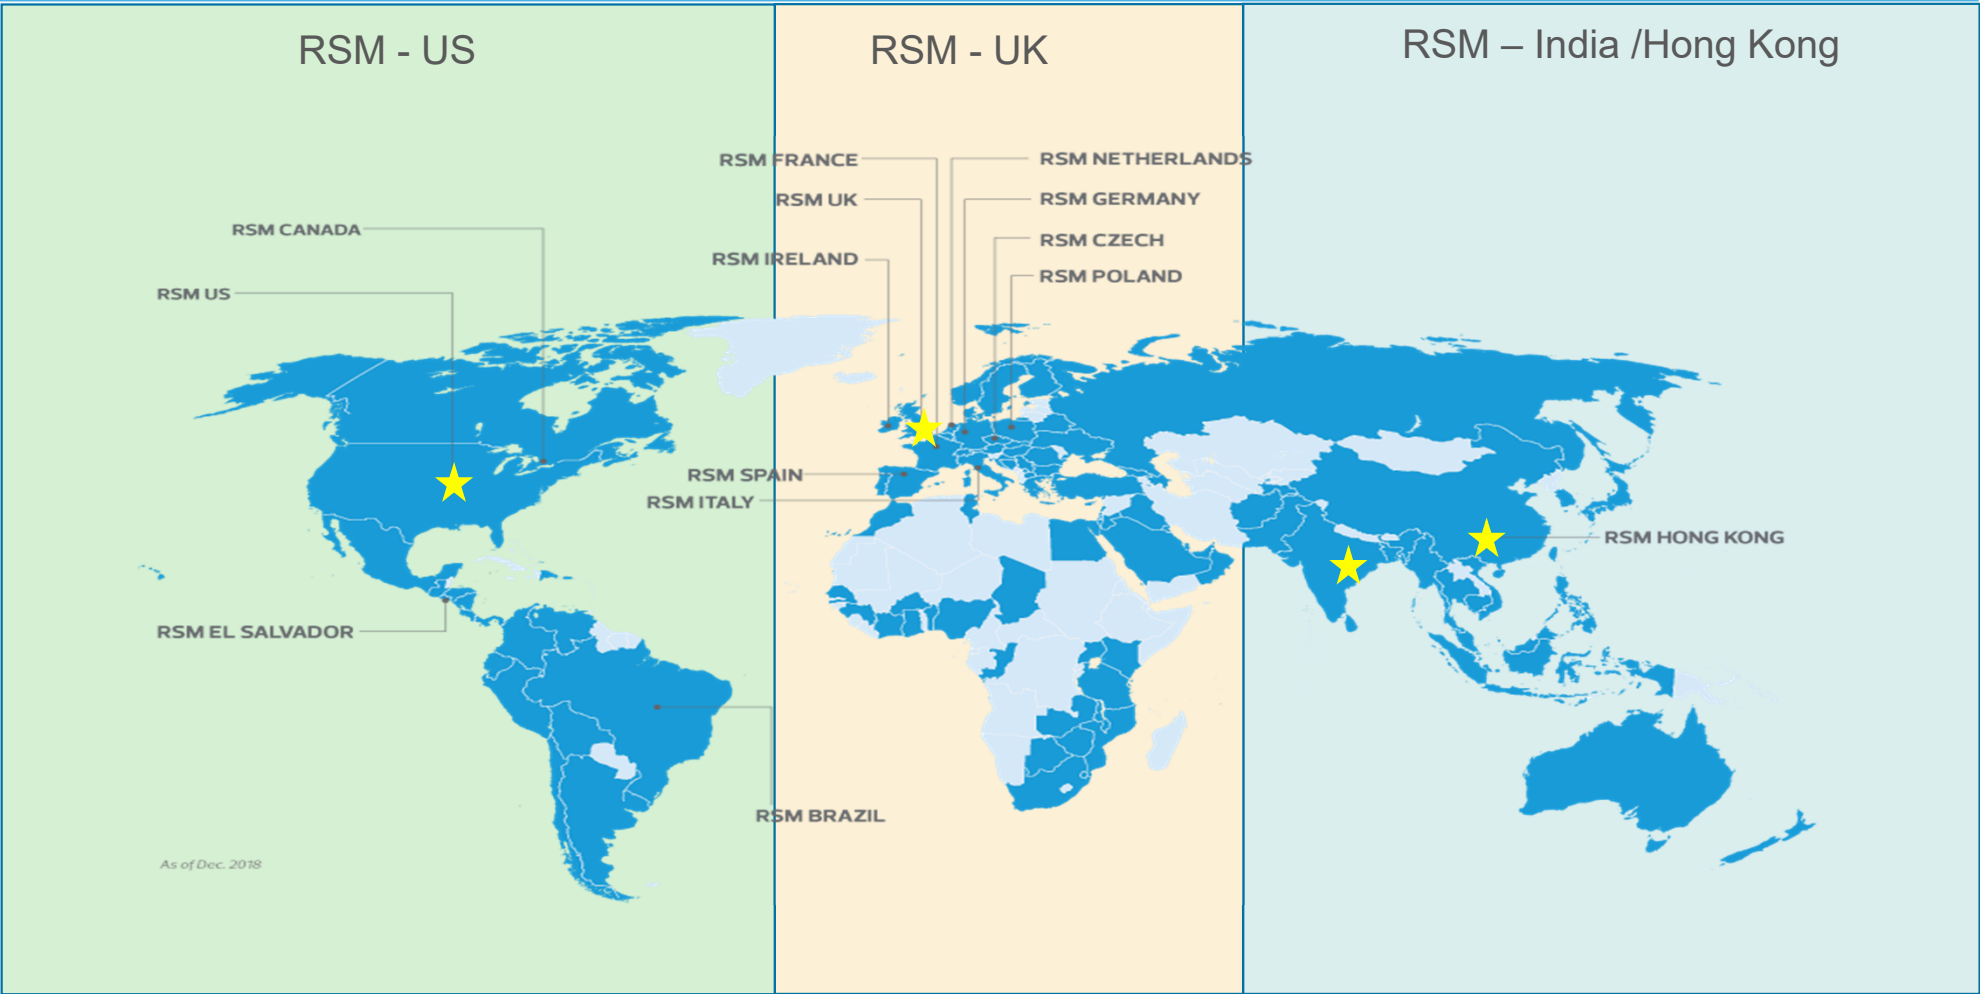 RSM - US
RSM - UK
RSM – India /Hong Kong
RSM FRANCE
RSM NETHERLANDS
RSM UK
RSM GERMANY
RSM CANADA
RSM CZECH
RSM IRELAND
RSM POLAND
RSM US
RSM SPAIN
RSM ITALY
RSM HONG KONG
RSM EL SALVADOR
RSM BRAZIL
As of Dec. 2018